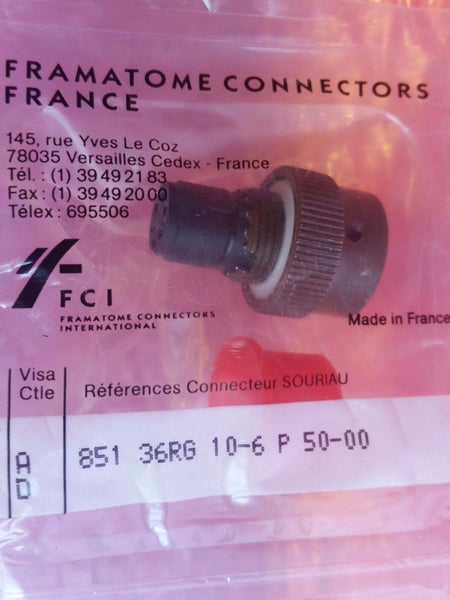 FRAMATOME CONNECTORS
FRANCE
145, rue Yves Le Coz
78035 Versailles Cedex - France
Tél. : (1) 39 49 21 83
Fax : (1) 39 49 20 00
Télex : 695506
FCI
FRAMATOME CONNECTORS
INTERNATIONAL
Made in France
Visa
Ctle
Références Connecteur SOURIAU
A
D
851 36RG 10-6 P 50-00